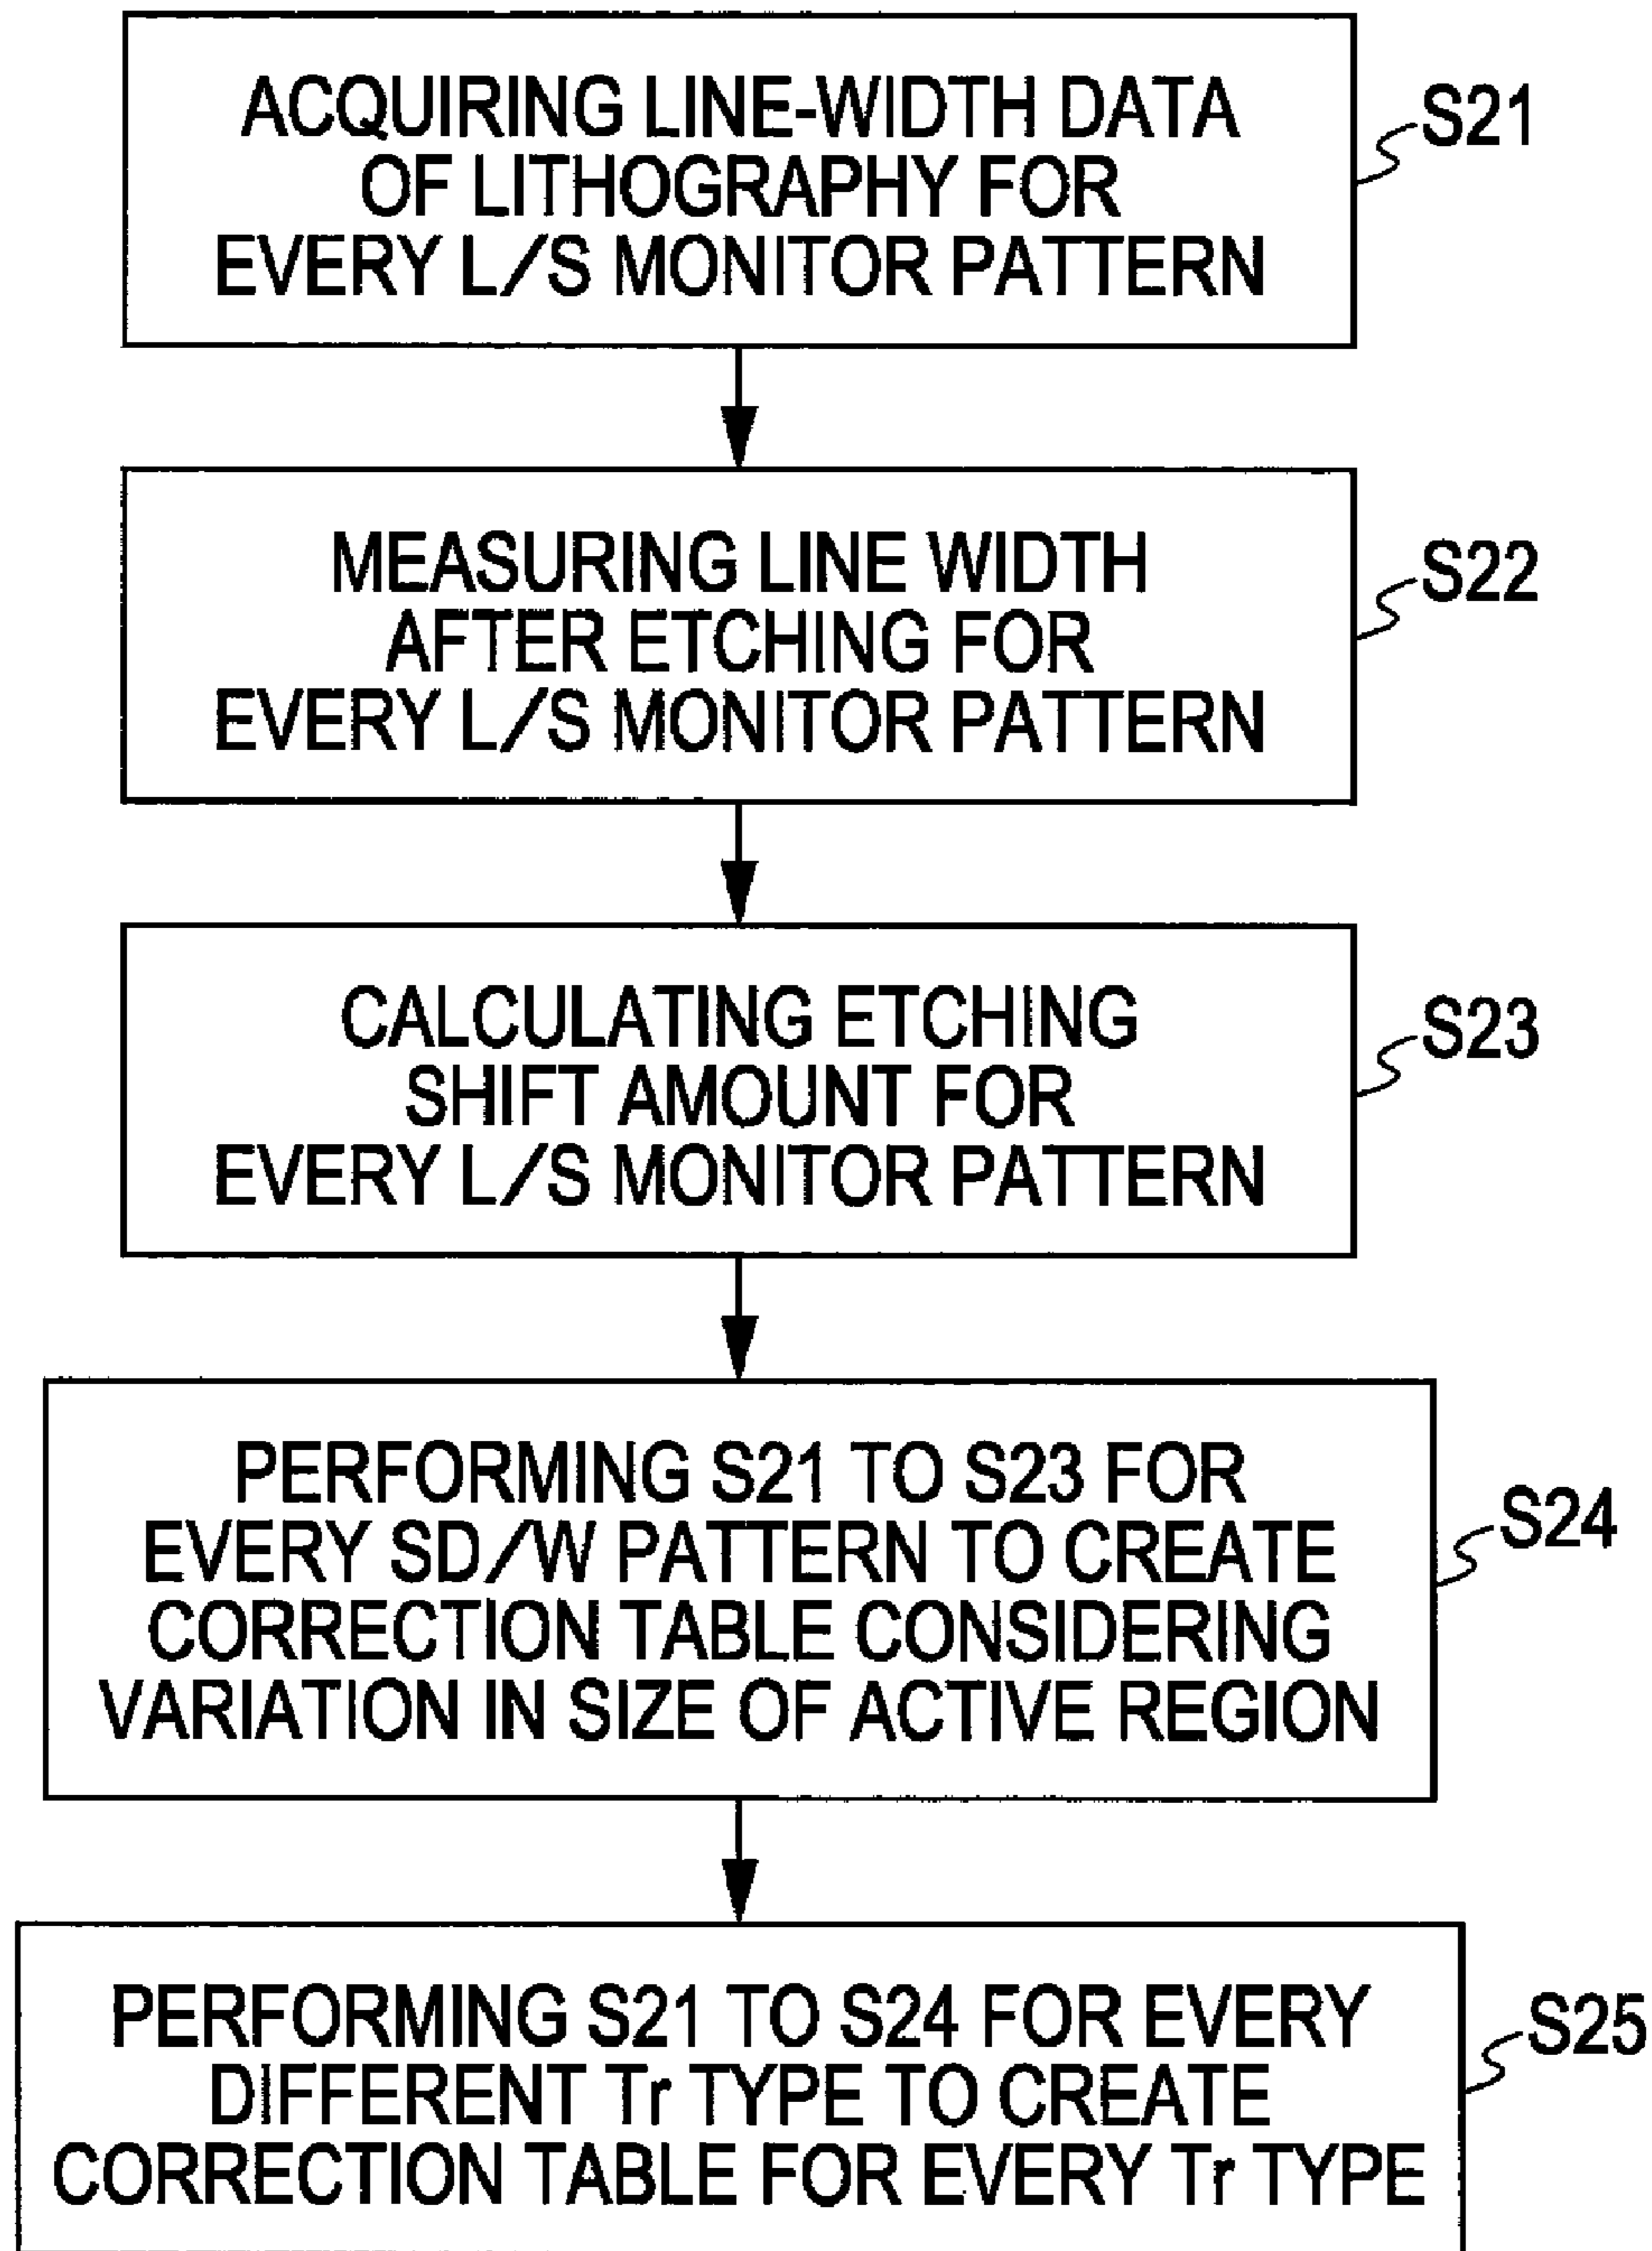 ACQUIRING LINE-WIDTH DATA
OF LITHOGRAPHY FOR
EVERY L/S MONITOR PATTERN
S21
MEASURING LINE WIDTH
AFTER ETCHING FOR
EVERY L/S MONITOR PATTERN
S22
CALCULATING ETCHING
SHIFT AMOUNT FOR
EVERY L/S MONITOR PATTERN
S23
PERFORMING S21 TO S23 FOR
EVERY SD/W PATTERN TO CREATE
CORRECTION TABLE CONSIDERING
VARIATION IN SIZE OF ACTIVE REGION
S24
PERFORMING S21 TO S24 FOR EVERY
DIFFERENT Tr TYPE TO CREATE
CORRECTION TABLE FOR EVERY Tr TYPE
S25